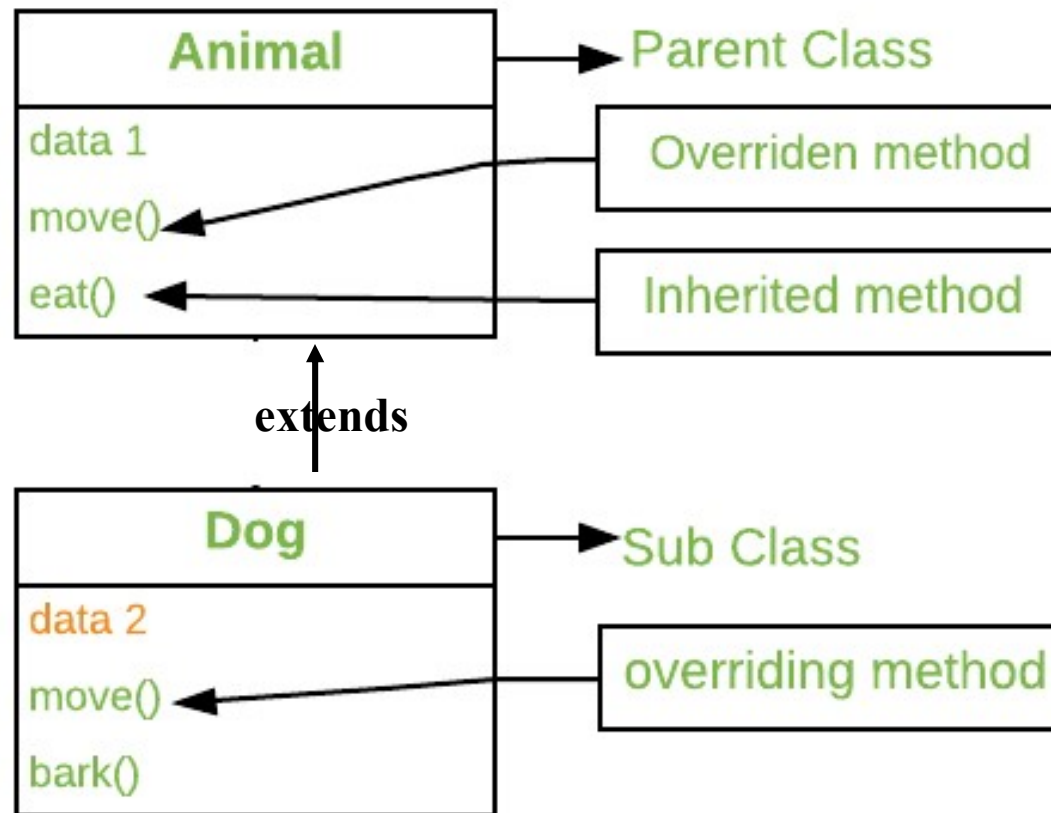 Animal
Parent Class
data 1
Overriden method
move()
eat()
Inherited method
extends
Dog
Sub Class
data 2
move()
overriding method
bark()